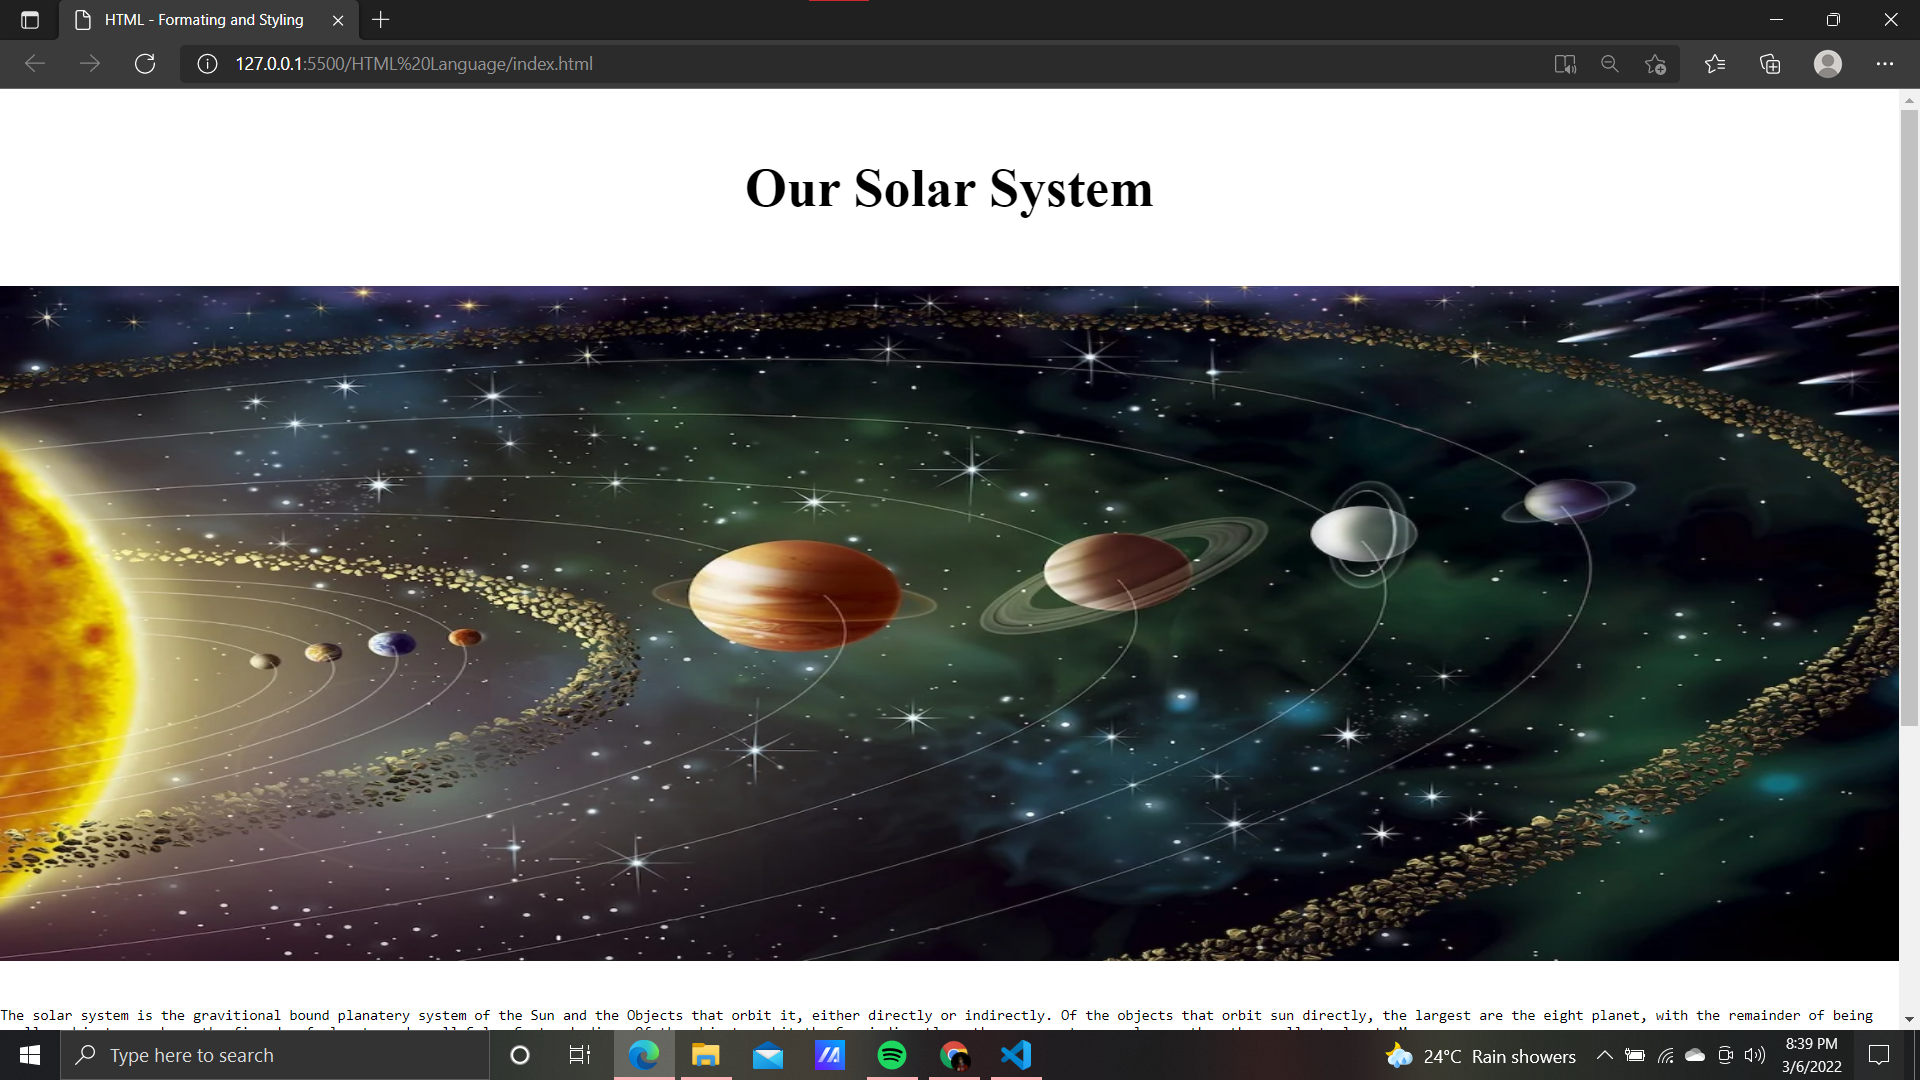 HTML - Formating and Styling
127.0.0.1:5500/HTML%20Language/index.html
Our Solar System
The solar system is the gravitional bound planatery system of the Sun and the Objects that orbit it, either directly or indirectly. Of the objects that orbit sun directly, the largest are the eight planet, with the remainder of being
Type here to search
24°C Rain showers
8:39 PM
3/6/2022